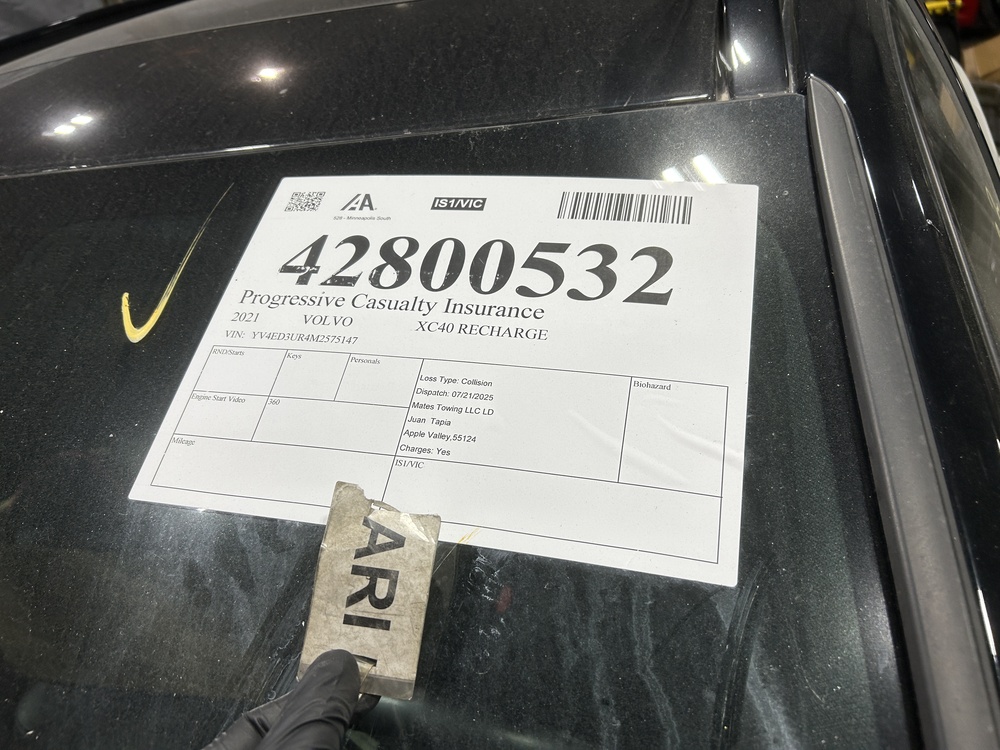 IAA
528 - Minneapolis South
IS1/VIC
42800532
Progressive Casualty Insurance
2021 VOLVO XC40 RECHARGE
VIN: YV4ED3UR4M2575147
RND/Starts
Keys
Personals
Engine Start Video
360
Mileage
Loss Type: Collision
Dispatch: 07/21/2025
Mates Towing LLC LD
Juan Tapia
Apple Valley,55124
Charges: Yes
IS1/VIC
Biohazard
ARI